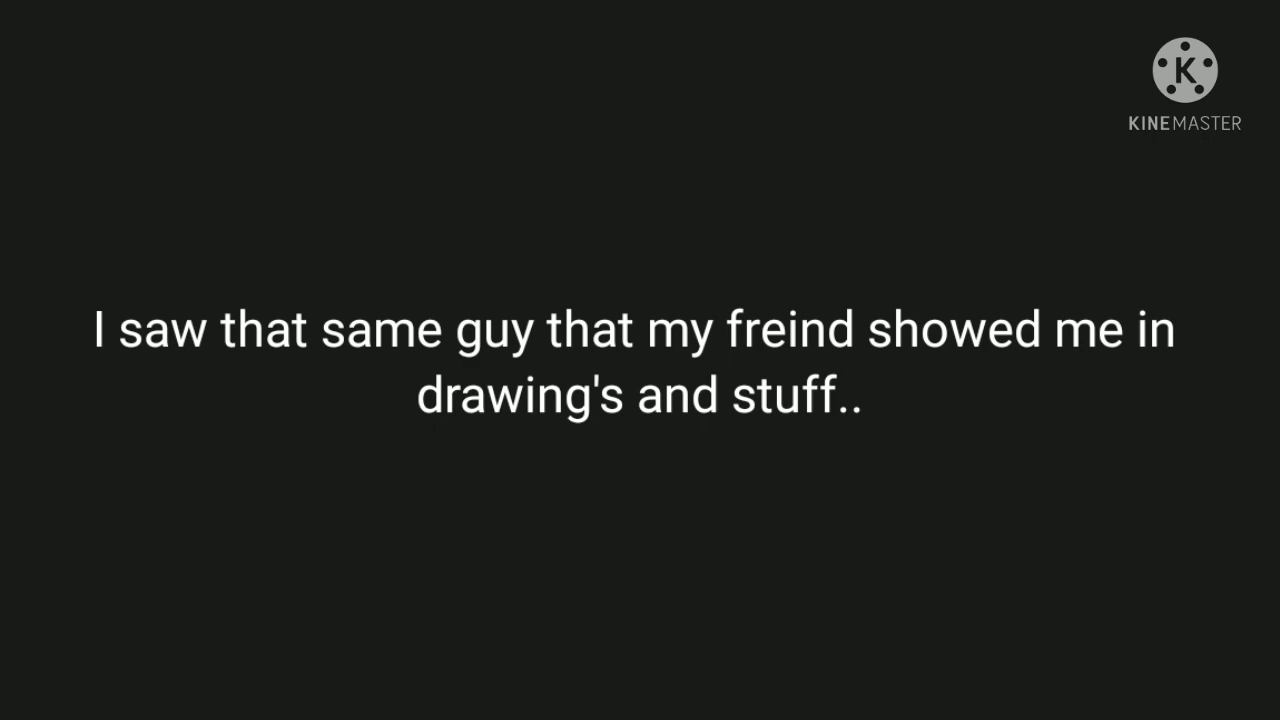 K
KINEMASTER
I saw that same guy that my freind showed me in
drawing's and stuff..